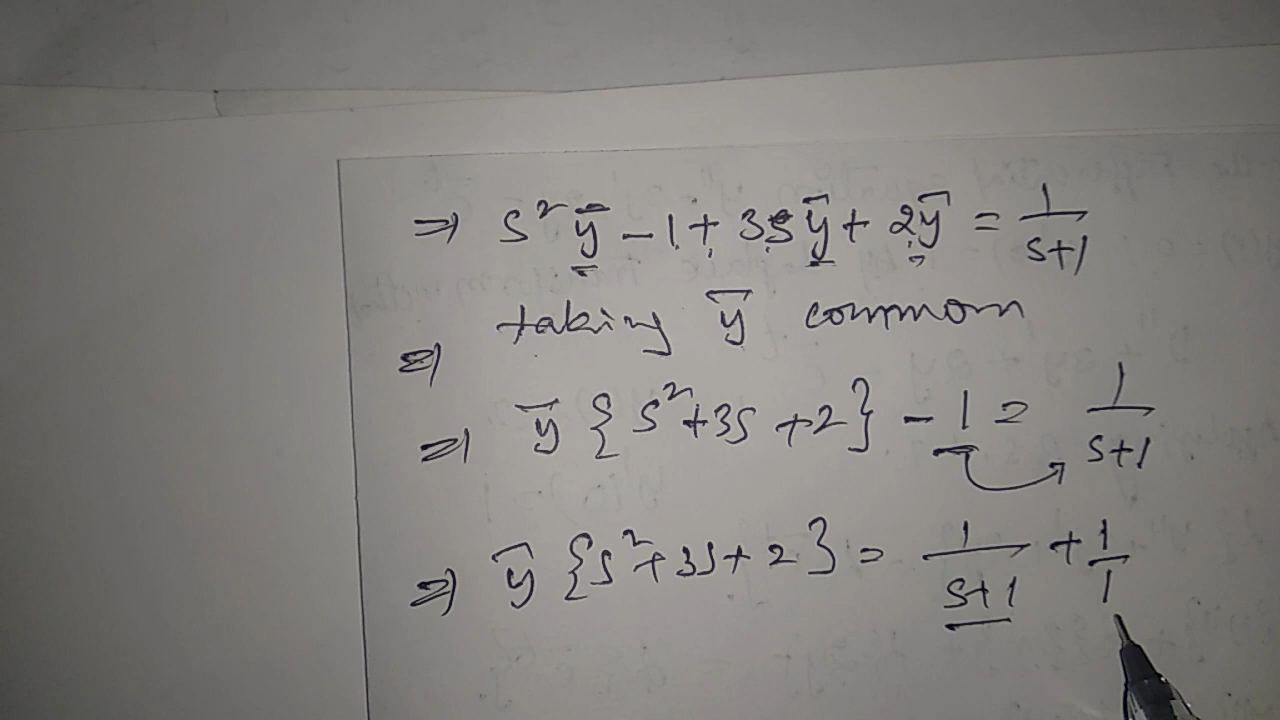 ⇒ s²ȳ - 1 + 3sȳ + 2ȳ = 1/(s+1)
taking ȳ common
⇒
⇒ ȳ {s²+3s+2} - 1 = 1/(s+1)
⇒ ȳ {s²+3s+2} = 1/(s+1) + 1/1